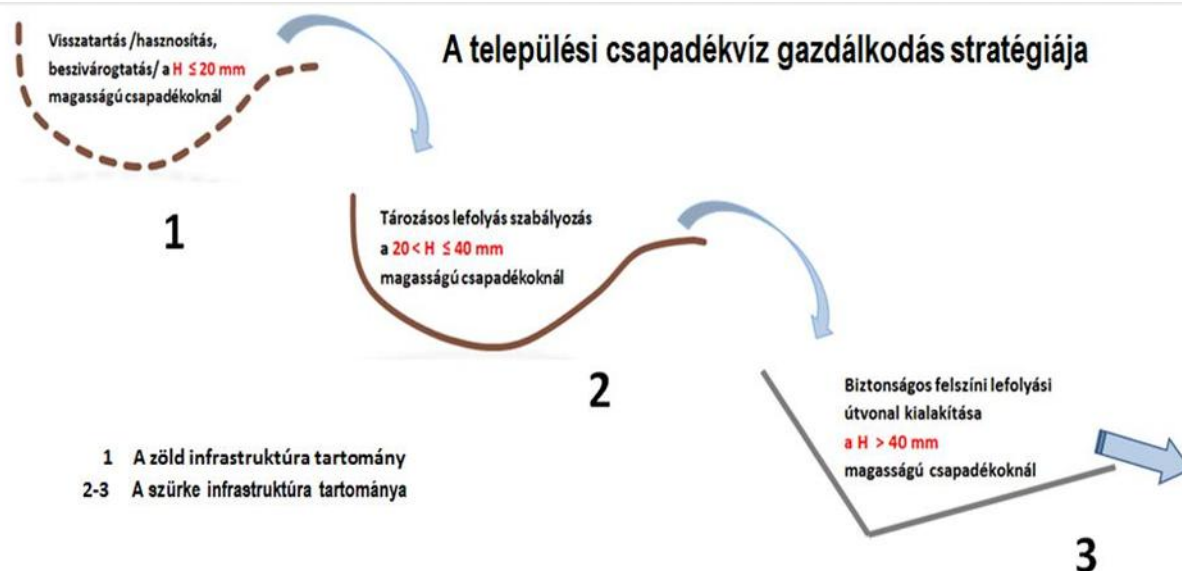 A települési csapadékvíz gazdálkodás stratégiája
Visszatartás /hasznosítás,
beszivárogtatás/ a H ≤ 20 mm
magasságú csapadékoknál
1
Tározásos lefolyás szabályozás
a 20 < H ≤ 40 mm
magasságú csapadékoknál
2
Biztonságos felszíni lefolyási
útvonal kialakítása
a H > 40 mm
magasságú csapadékoknál
3
1 A zöld infrastruktúra tartomány
2-3 A szürke infrastruktúra tartománya